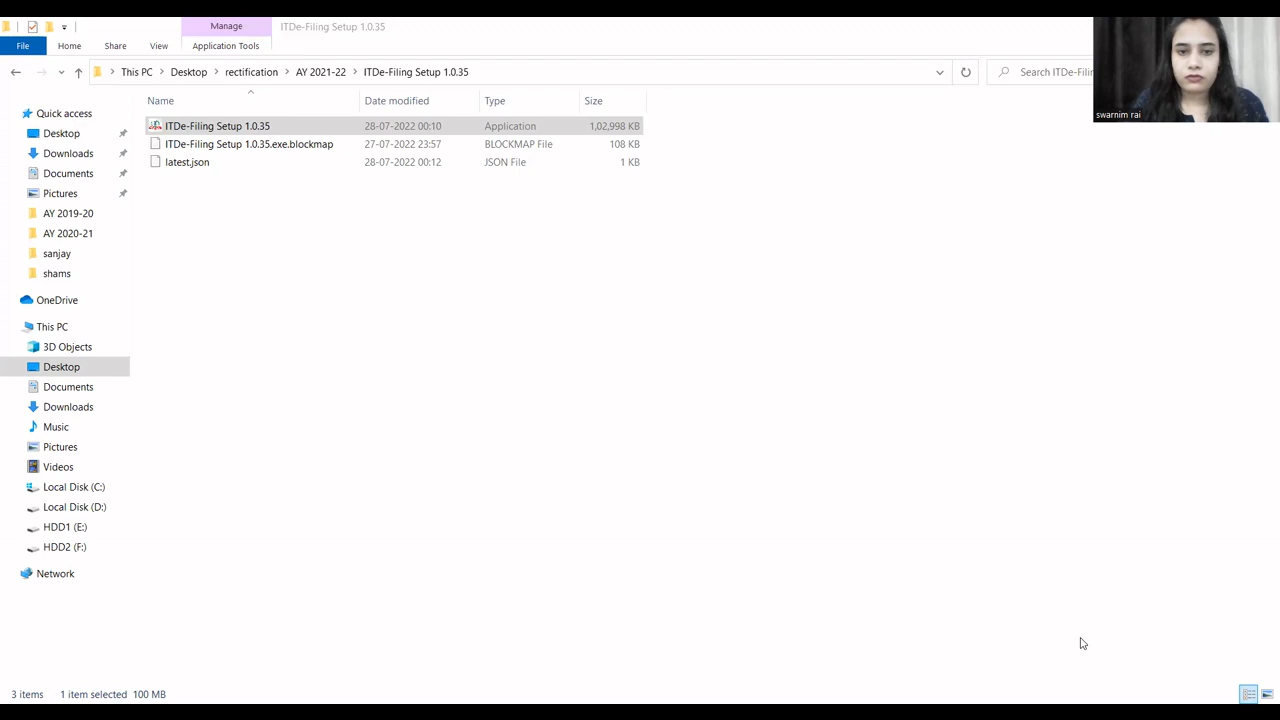 Manage
ITDe-Filing Setup 1.0.35
File
Home
Share
View
Application Tools
This PC
Desktop
rectification
AY 2021-22
ITDe-Filing Setup 1.0.35
Search ITDe-Filin
swarnim rai
Name
Date modified
Type
Size
ITDe-Filing Setup 1.0.35
28-07-2022 00:10
Application
1,02,998 KB
ITDe-Filing Setup 1.0.35.exe.blockmap
27-07-2022 23:57
BLOCKMAP File
108 KB
latest.json
28-07-2022 00:12
JSON File
1 KB
Quick access
Desktop
Downloads
Documents
Pictures
AY 2019-20
AY 2020-21
sanjay
shams
OneDrive
This PC
3D Objects
Desktop
Documents
Downloads
Music
Pictures
Videos
Local Disk (C:)
Local Disk (D:)
HDD1 (E:)
HDD2 (F:)
Network
3 items
1 item selected
100 MB